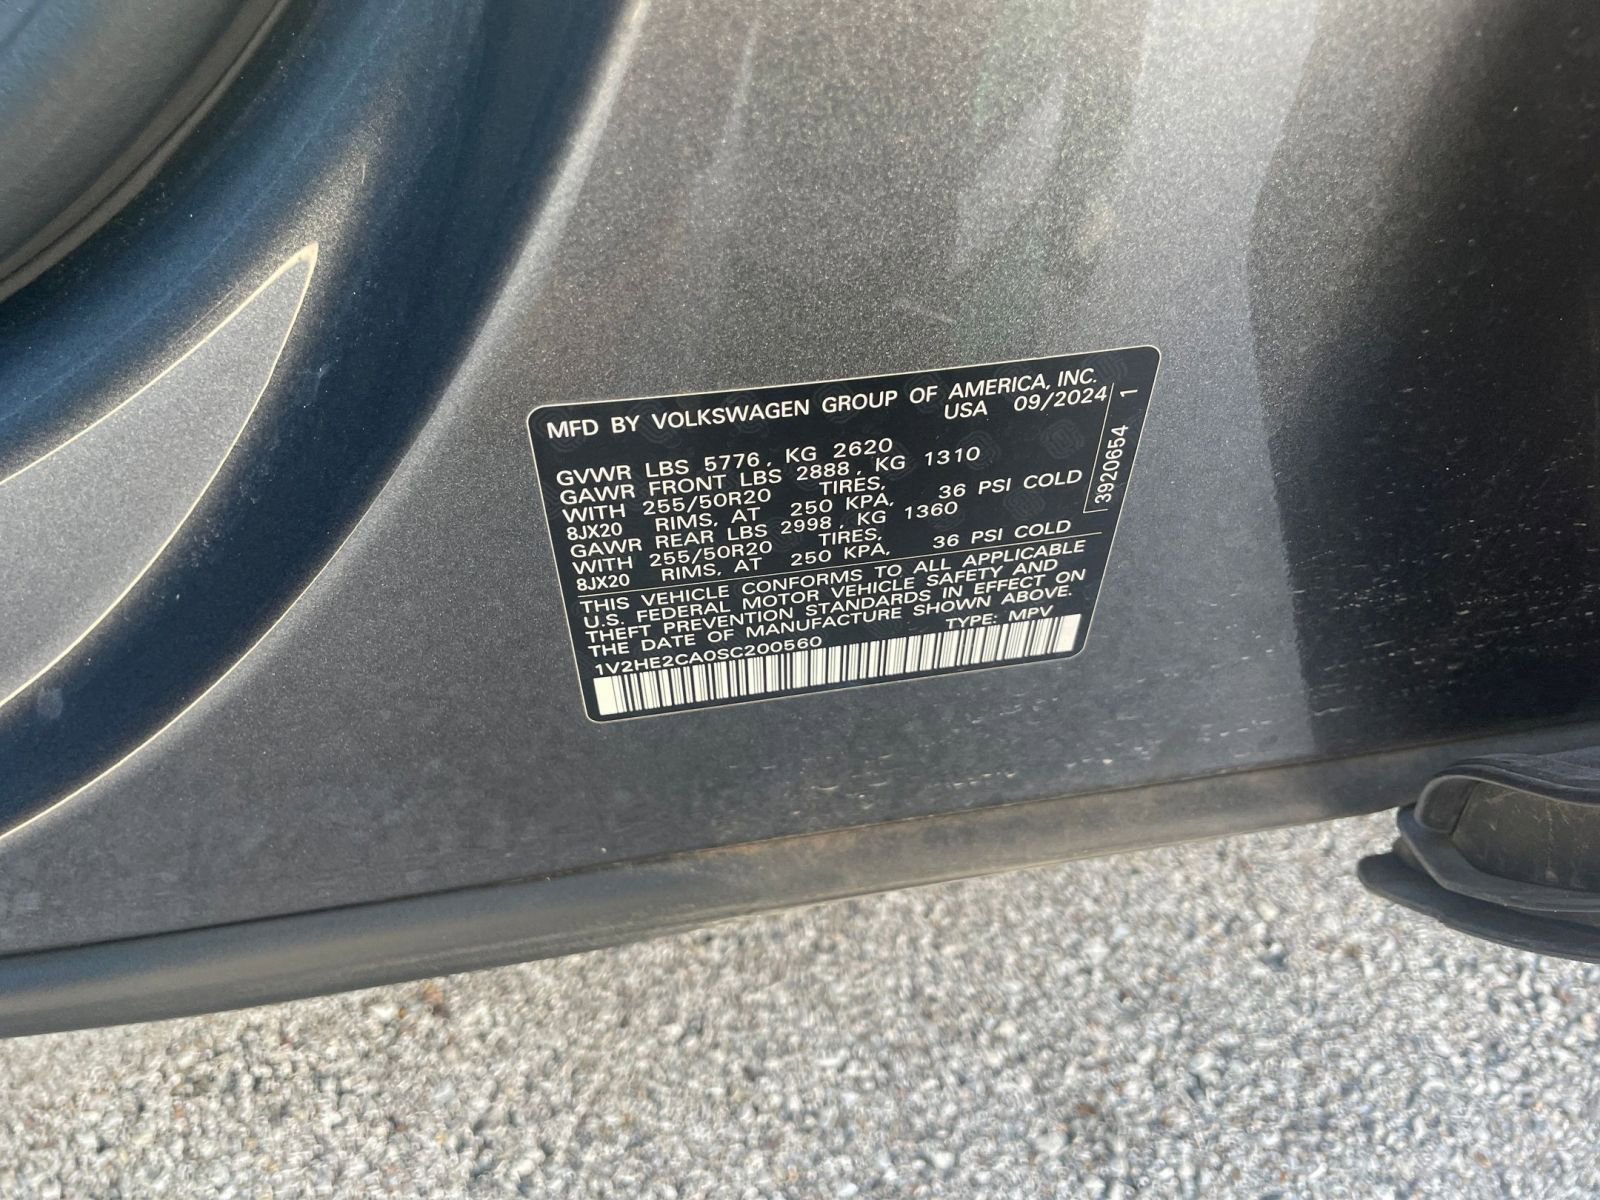 MFD BY VOLKSWAGEN GROUP OF AMERICA, INC.
USA 09/2024
GVWR LBS 5776, KG 2620
GAWR FRONT LBS 2888, KG 1310
WITH 255/50R20 TIRES,
8JX20 RIMS, AT 250 KPA, 36 PSI COLD
GAWR REAR LBS 2998, KG 1360
WITH 255/50R20 TIRES,
8JX20 RIMS, AT 250 KPA, 36 PSI COLD
THIS VEHICLE CONFORMS TO ALL APPLICABLE
U.S. FEDERAL MOTOR VEHICLE SAFETY AND
THEFT PREVENTION STANDARDS IN EFFECT ON
THE DATE OF MANUFACTURE SHOWN ABOVE.
1V2HE2CA0SC200560 TYPE: MPV
3920654 1